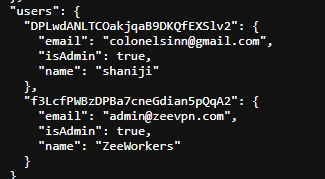 },
"users": {
"DPLwdANLTCOakjqaB9DKQfEXSlv2": {
"email": "colonelsinn@gmail.com",
"isAdmin": true,
"name": "shaniji"
},
"f3LcfPWBzDPBa7cneGdian5pQqA2": {
"email": "admin@zeevpn.com",
"isAdmin": true,
"name": "ZeeWorkers"
}
}